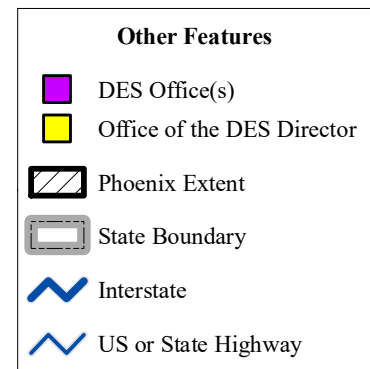 Other Features
DES Office(s)
Office of the DES Director
Phoenix Extent
State Boundary
Interstate
US or State Highway